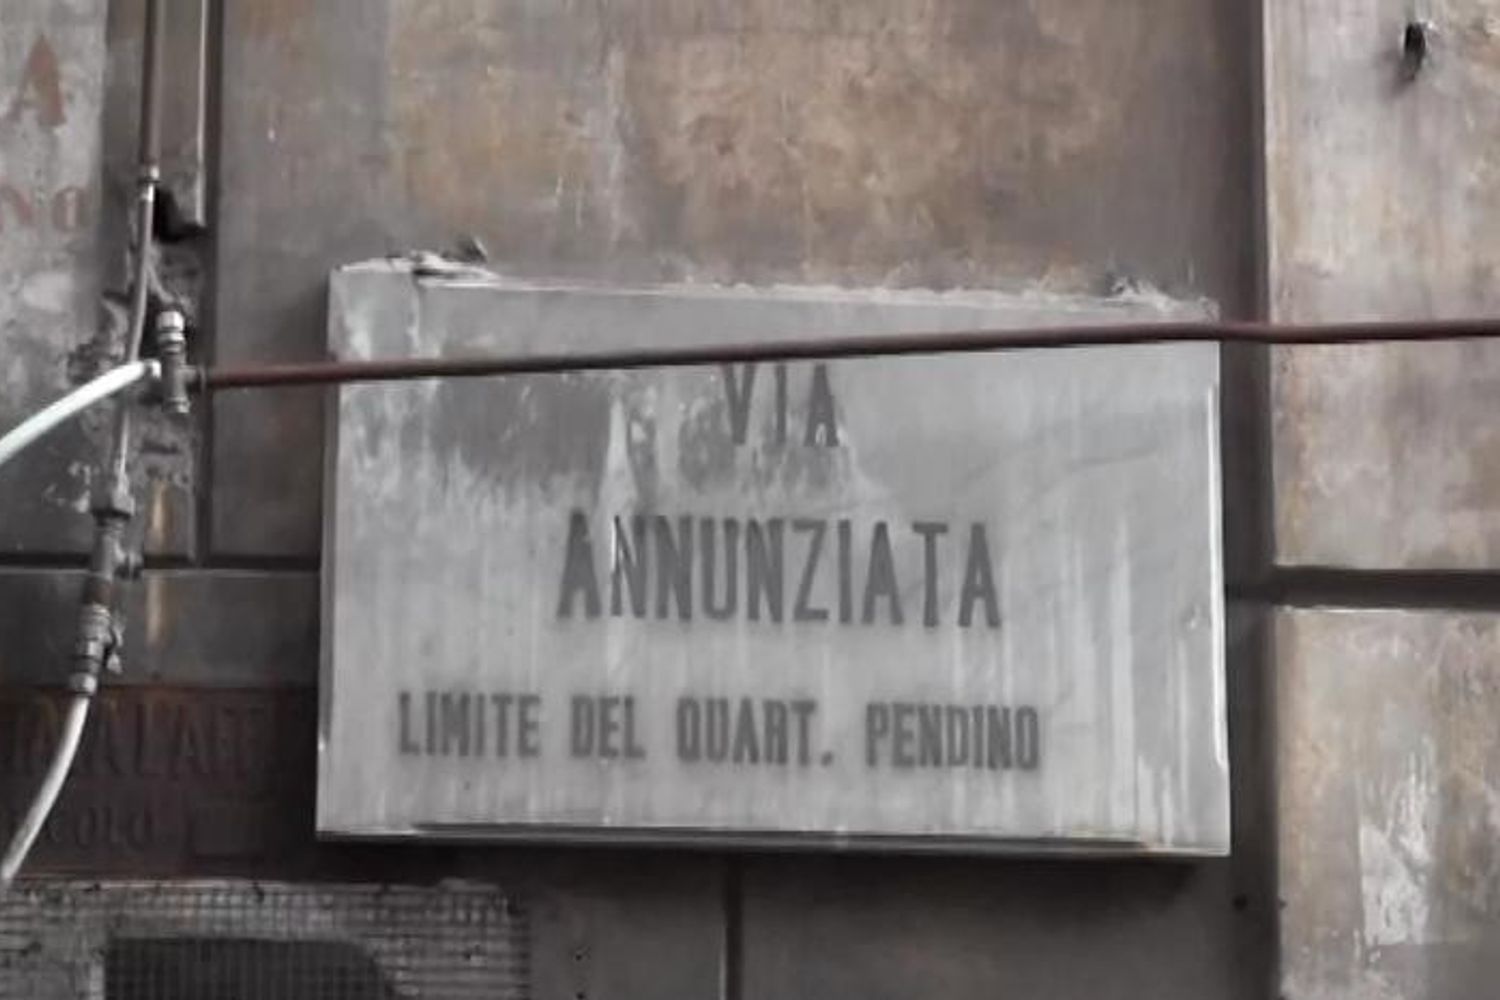 VIA
ANNUNZIATA
LIMITE DEL QUART. PENDINO